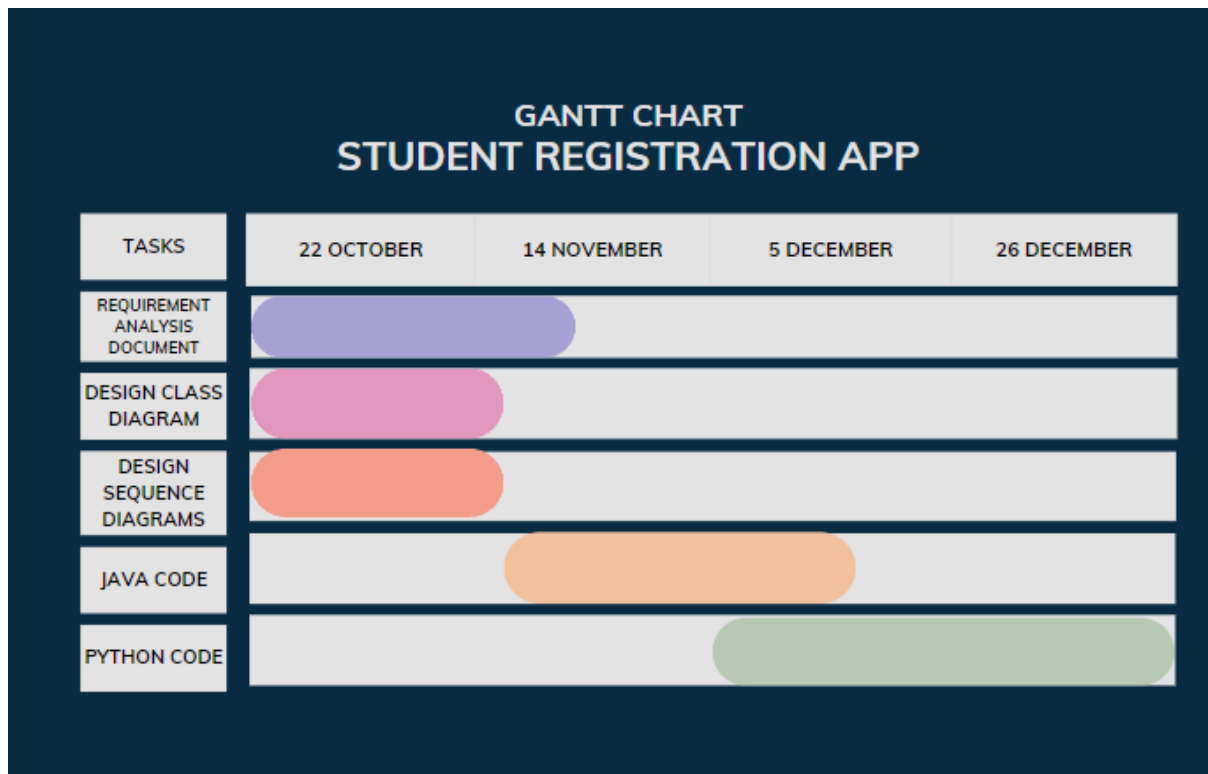 GANTT CHART
STUDENT REGISTRATION APP
TASKS
22 OCTOBER
14 NOVEMBER
5 DECEMBER
26 DECEMBER
REQUIREMENT
ANALYSIS
DOCUMENT
DESIGN CLASS
DIAGRAM
DESIGN
SEQUENCE
DIAGRAMS
JAVA CODE
PYTHON CODE